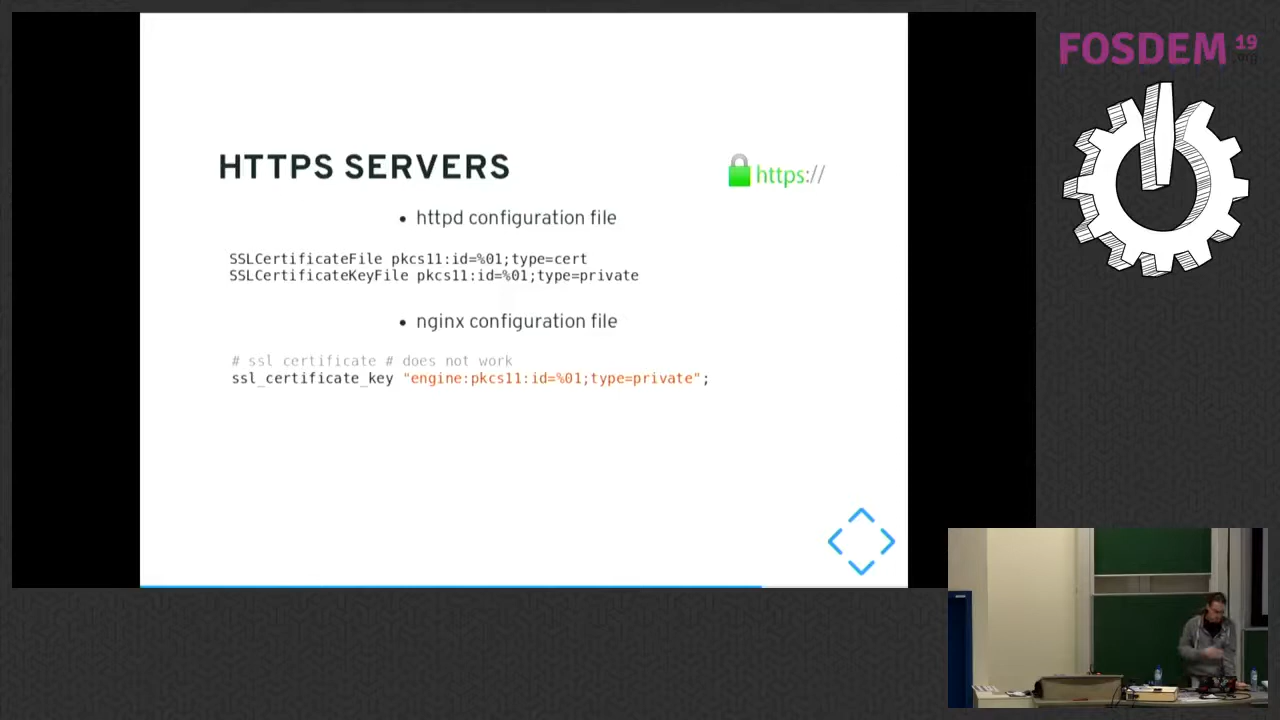 FOSDEM 19
.org
HTTPS SERVERS
https://
• httpd configuration file
SSLCertificateFile pkcs11:id=%01;type=cert
SSLCertificateKeyFile pkcs11:id=%01;type=private
• nginx configuration file
# ssl_certificate # does not work
ssl_certificate_key "engine:pkcs11:id=%01;type=private";